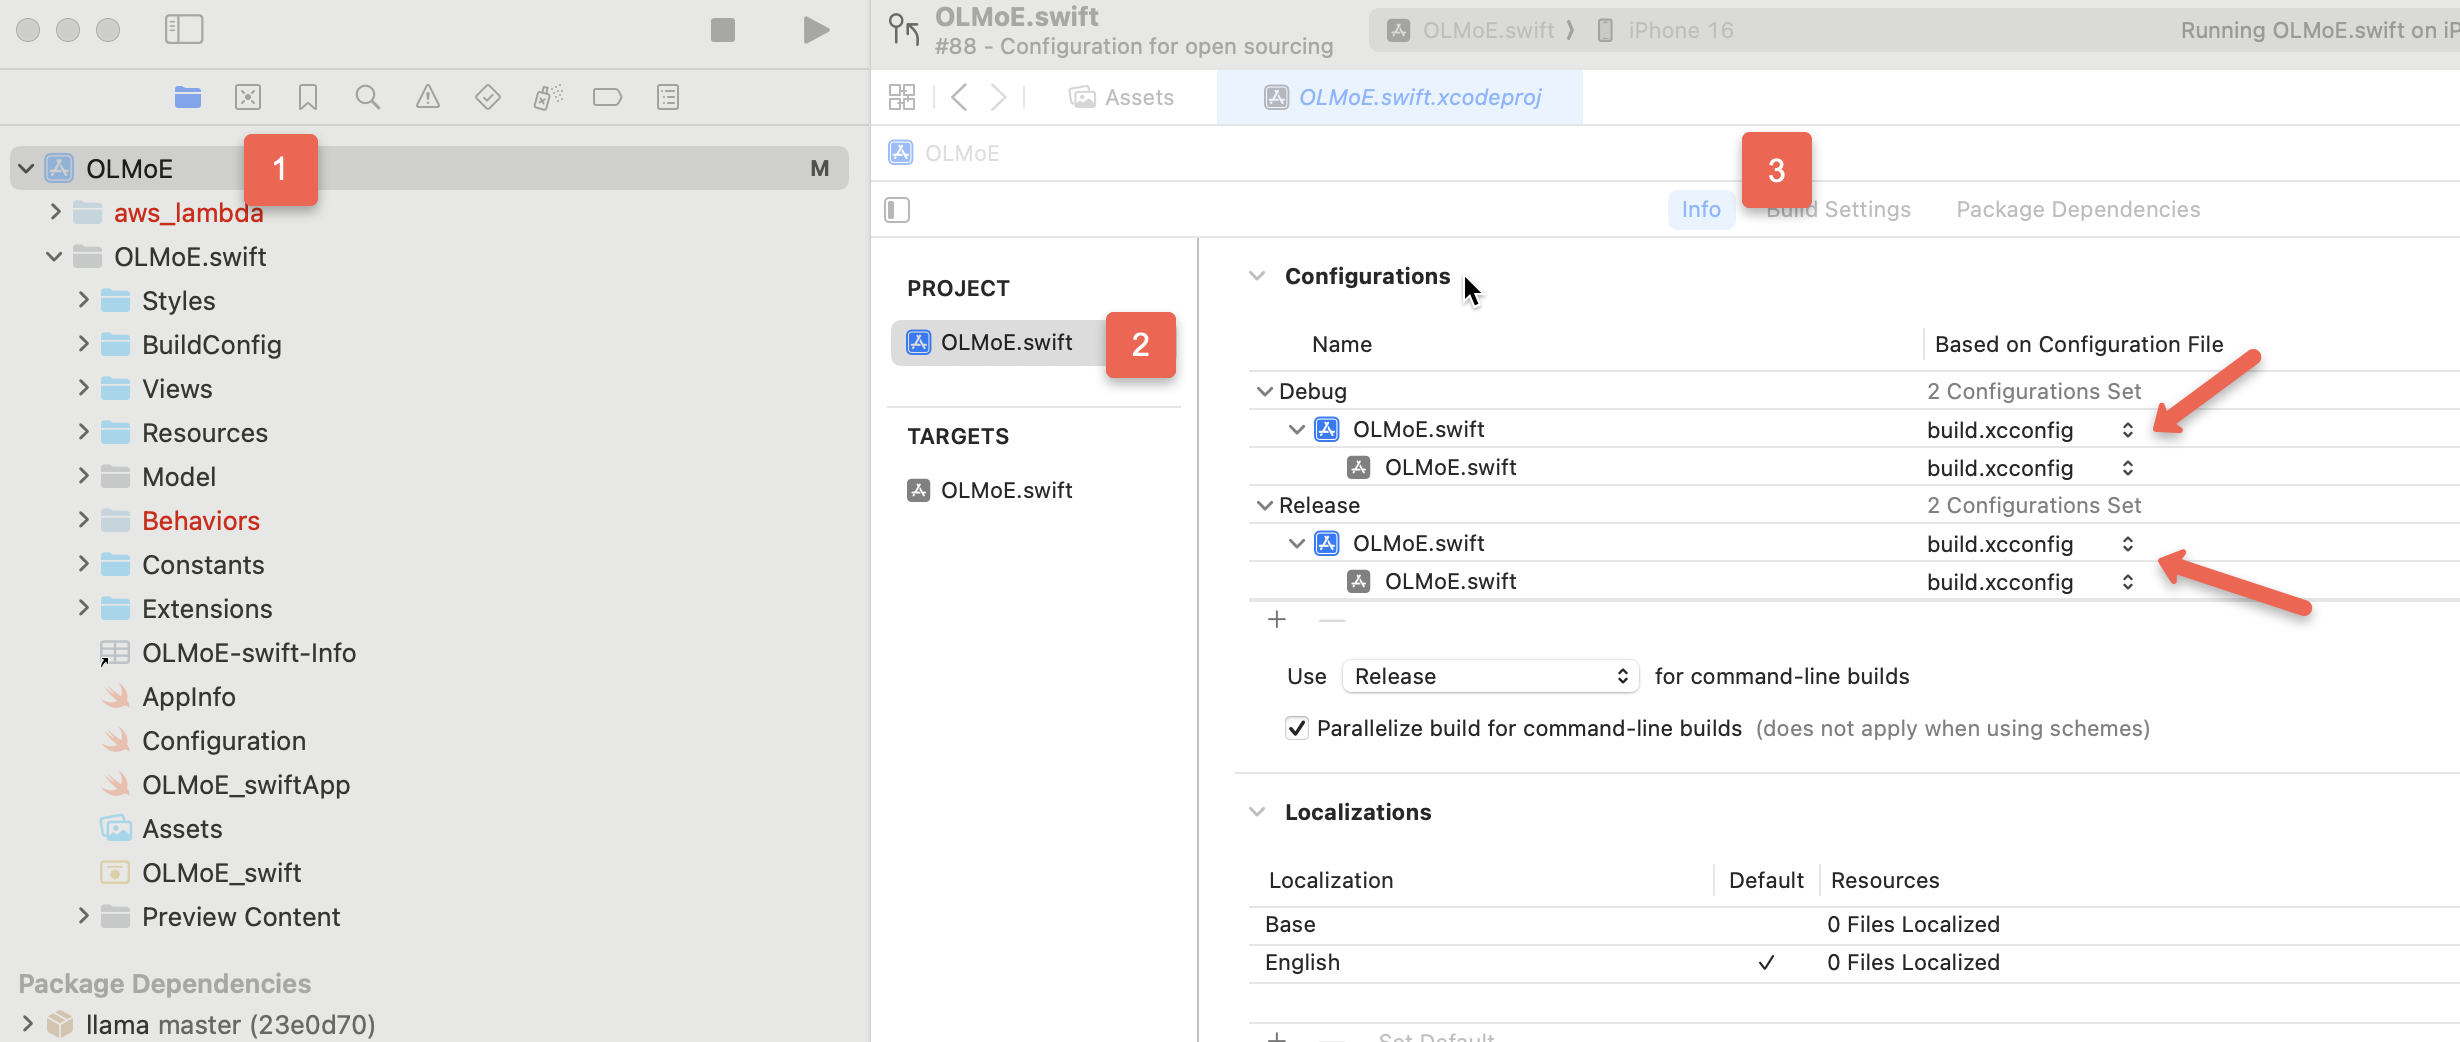 OLMoE.swift
#88 - Configuration for open sourcing
OLMoE.swift
iPhone 16
Running OLMoE.swift on iP
Assets
OLMoE.swift.xcodeproj
OLMoE
M
1
aws_lambda
OLMoE.swift
Styles
BuildConfig
Views
Resources
Model
Behaviors
Constants
Extensions
OLMoE-swift-Info
AppInfo
Configuration
OLMoE_swiftApp
Assets
OLMoE_swift
Preview Content
Package Dependencies
llama master (23e0d70)
OLMoE
3
Info
Build Settings
Package Dependencies
PROJECT
OLMoE.swift
2
TARGETS
OLMoE.swift
Configurations
Name
Based on Configuration File
Debug
2 Configurations Set
OLMoE.swift
build.xcconfig
OLMoE.swift
build.xcconfig
Release
2 Configurations Set
OLMoE.swift
build.xcconfig
OLMoE.swift
build.xcconfig
Use Release for command-line builds
Parallelize build for command-line builds (does not apply when using schemes)
Localizations
Localization
Default
Resources
Base
0 Files Localized
English
0 Files Localized
Set Default